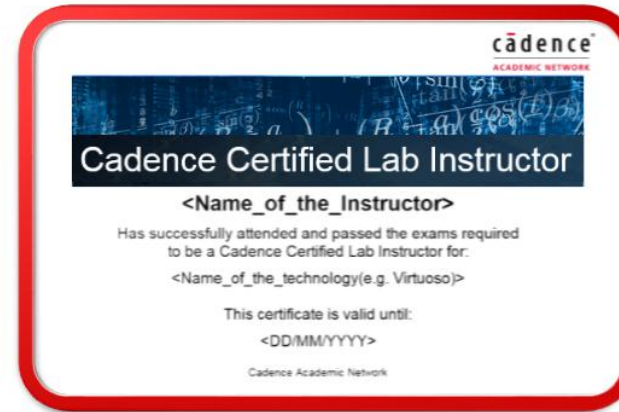 cādence®
ACADEMIC NETWORK
Cadence Certified Lab Instructor
<Name_of_the_Instructor>
Has successfully attended and passed the exams required
to be a Cadence Certified Lab Instructor for:
<Name_of_the_technology(e.g. Virtuoso)>
This certificate is valid until:
<DD/MM/YYYY>
Cadence Academic Network